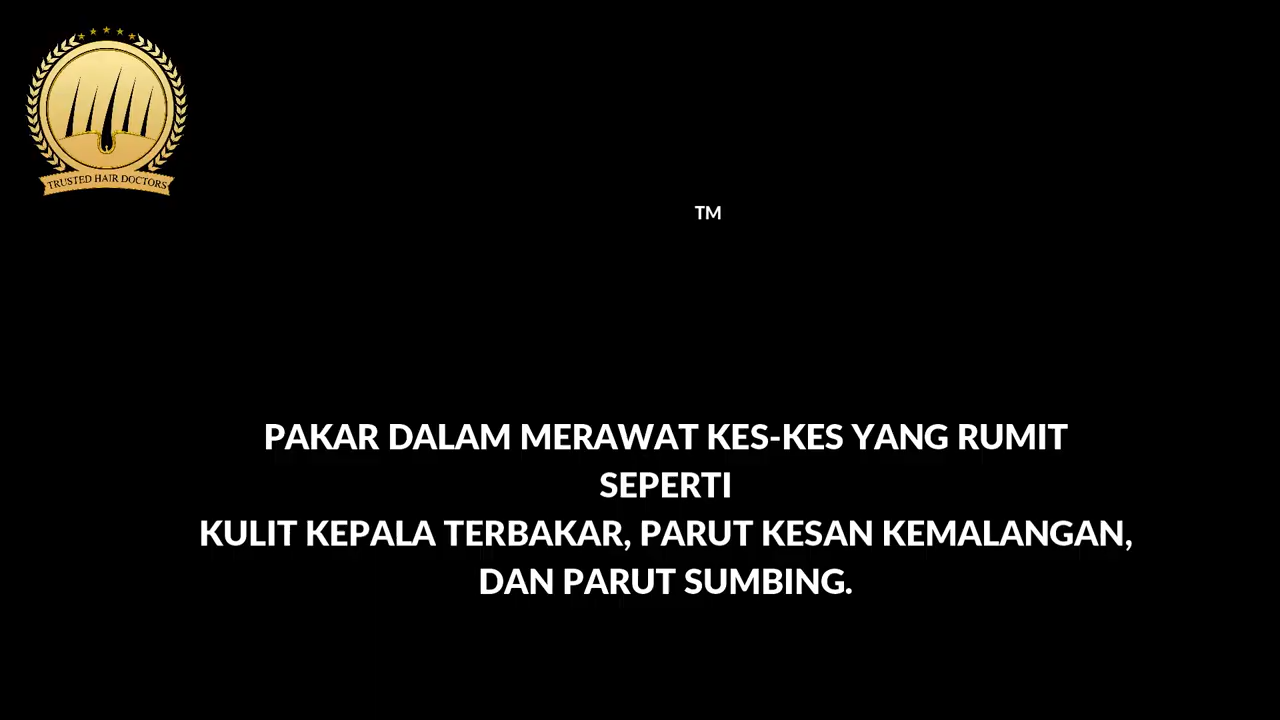 TRUSTED HAIR DOCTORS
TM
PAKAR DALAM MERAWAT KES-KES YANG RUMIT
SEPERTI
KULIT KEPALA TERBAKAR, PARUT KESAN KEMALANGAN,
DAN PARUT SUMBING.